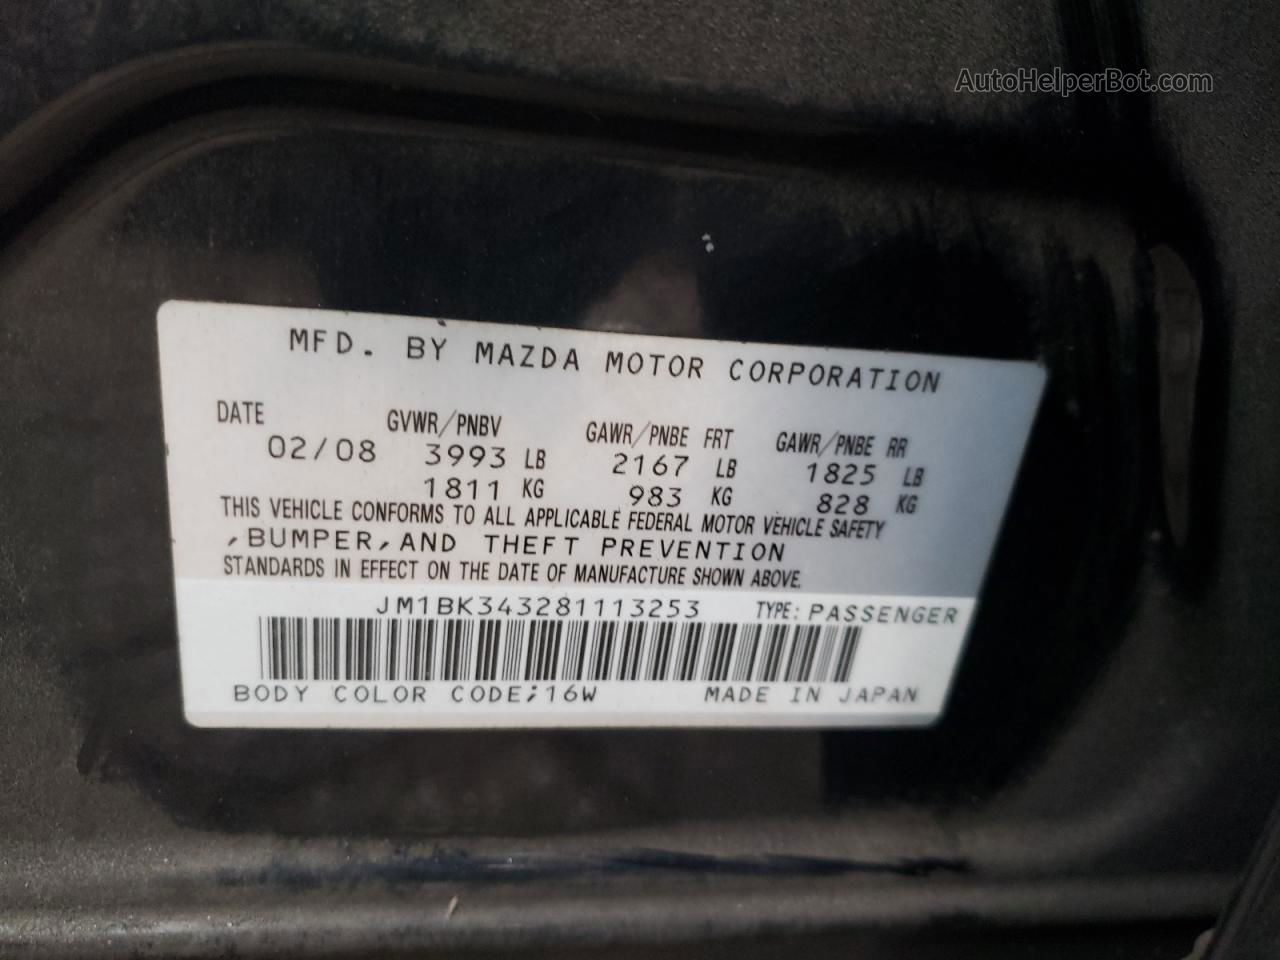 AutoHelperBot.com
MFD. BY MAZDA MOTOR CORPORATION
DATE GVWR/PNBV GAWR/PNBE FRT GAWR/PNBE RR
02/08 3993 LB 2167 LB 1825 LB
1811 KG 983 KG 828 KG
THIS VEHICLE CONFORMS TO ALL APPLICABLE FEDERAL MOTOR VEHICLE SAFETY
,BUMPER,AND THEFT PREVENTION
STANDARDS IN EFFECT ON THE DATE OF MANUFACTURE SHOWN ABOVE.
JM1BK343281113253 TYPE: PASSENGER
BODY COLOR CODE;16W MADE IN JAPAN